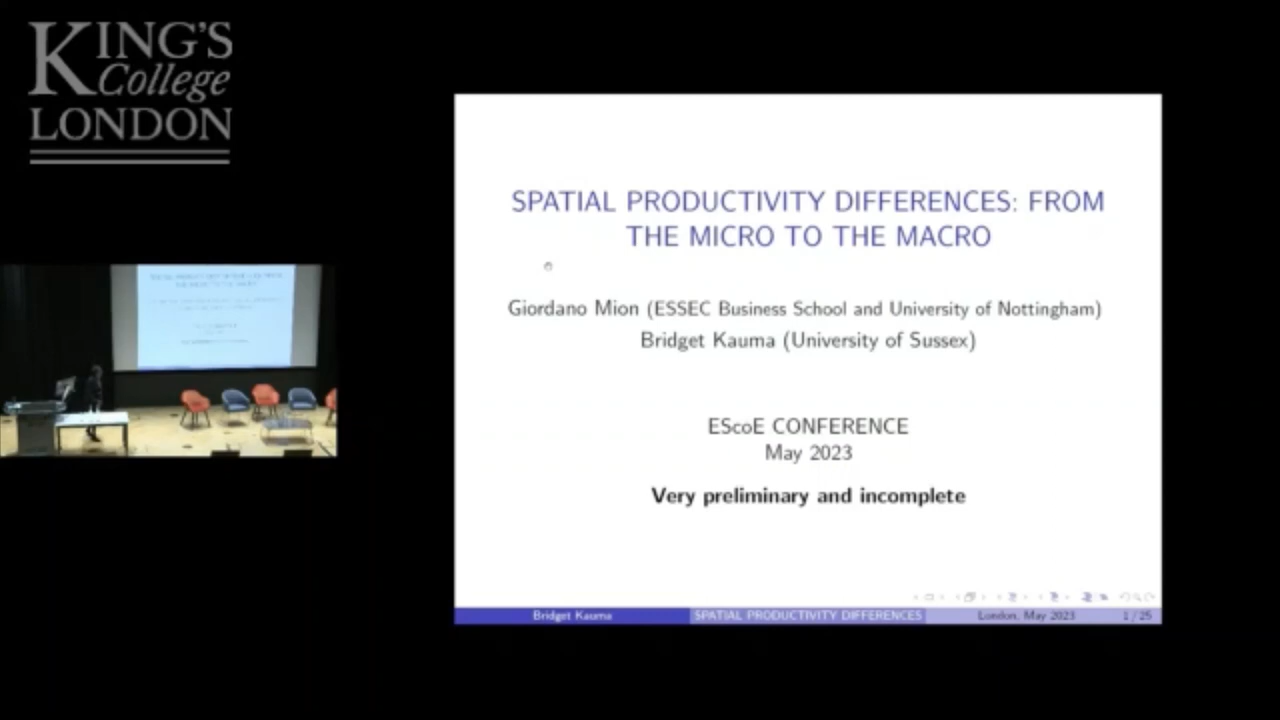 KING'S
College
LONDON
SPATIAL PRODUCTIVITY DIFFERENCES: FROM
THE MICRO TO THE MACRO
Giordano Mion (ESSEC Business School and University of Nottingham)
Bridget Kauma (University of Sussex)
EScoE CONFERENCE
May 2023
Very preliminary and incomplete
Bridget Kauma SPATIAL PRODUCTIVITY DIFFERENCES London, May 2023 1 / 25